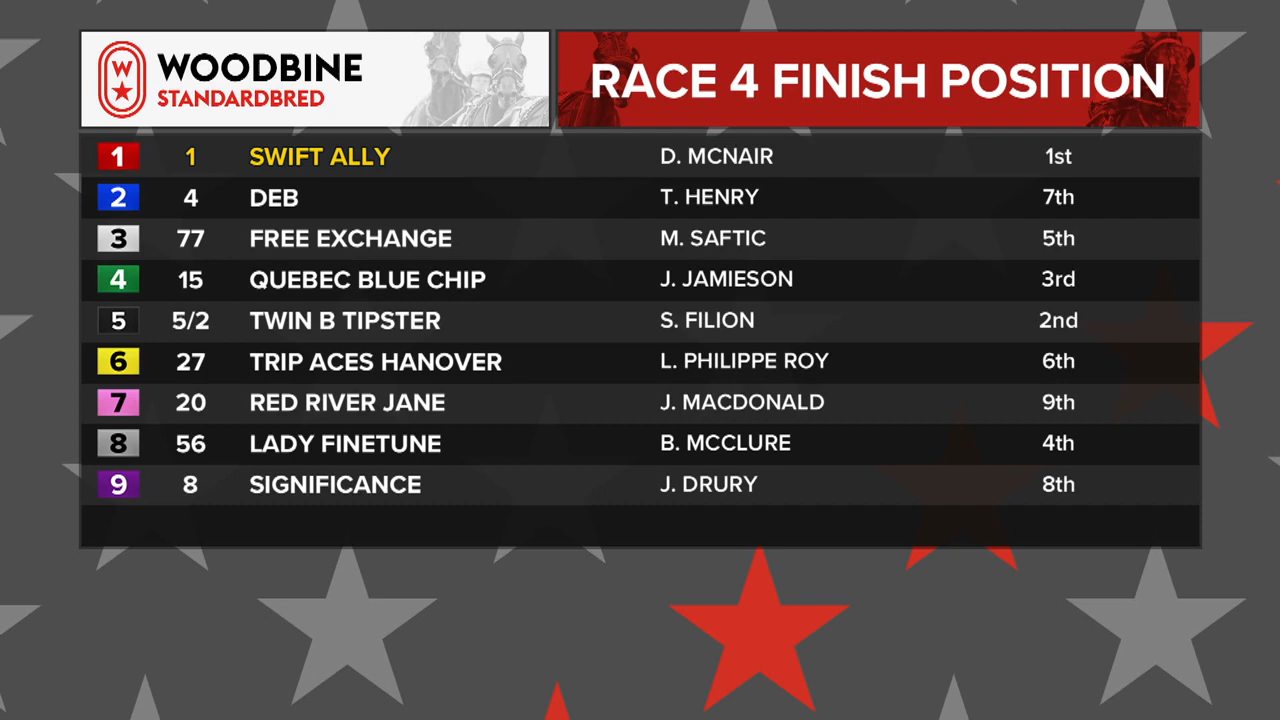 W
WOODBINE
STANDARDBRED
RACE 4 FINISH POSITION
1 1 SWIFT ALLY D. MCNAIR 1st
2 4 DEB T. HENRY 7th
3 77 FREE EXCHANGE M. SAFTIC 5th
4 15 QUEBEC BLUE CHIP J. JAMIESON 3rd
5 5/2 TWIN B TIPSTER S. FILION 2nd
6 27 TRIP ACES HANOVER L. PHILIPPE ROY 6th
7 20 RED RIVER JANE J. MACDONALD 9th
8 56 LADY FINETUNE B. MCCLURE 4th
9 8 SIGNIFICANCE J. DRURY 8th